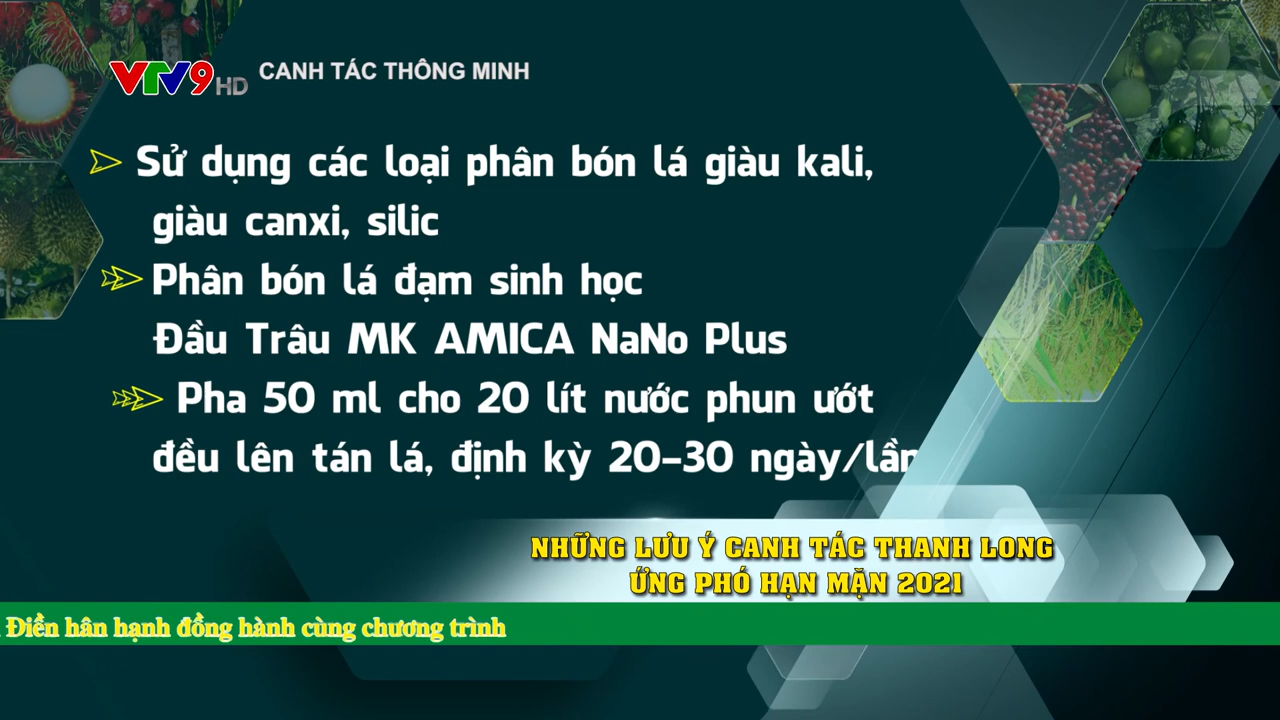 VTV9 HD
CANH TÁC THÔNG MINH
Sử dụng các loại phân bón lá giàu kali,
giàu canxi, silic
Phân bón lá đạm sinh học
Đầu Trâu MK AMICA NaNo Plus
Pha 50 ml cho 20 lít nước phun ướt
đều lên tán lá, định kỳ 20-30 ngày/lần
NHỮNG LƯU Ý CANH TÁC THANH LONG
ỨNG PHÓ HẠN MẶN 2021
Điền hân hạnh đồng hành cùng chương trình